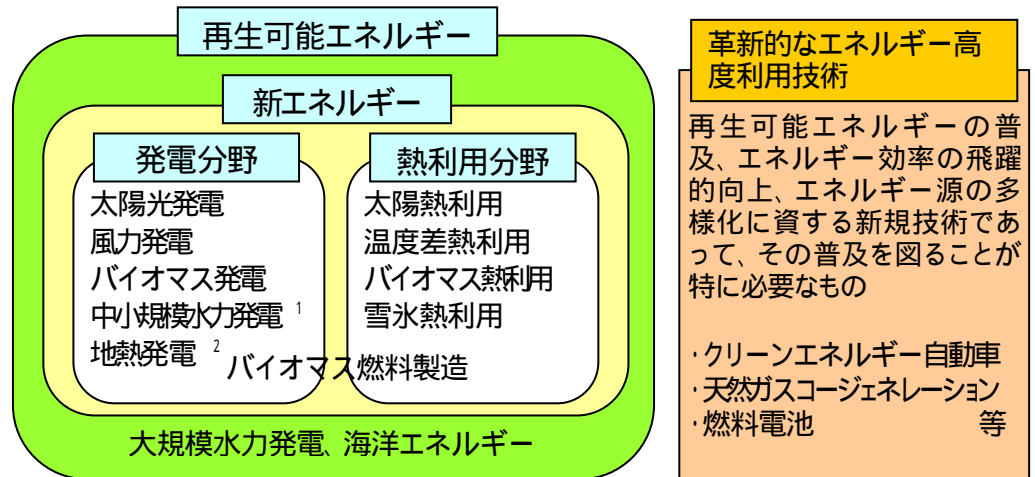 再生可能エネルギー
新エネルギー
発電分野
太陽光発電
風力発電
バイオマス発電
中小規模水力発電 1
地熱発電 2
熱利用分野
太陽熱利用
温度差熱利用
バイオマス熱利用
雪氷熱利用
バイオマス燃料製造
大規模水力発電、海洋エネルギー
革新的なエネルギー高
度利用技術
再生可能エネルギーの普
及、エネルギー効率の飛躍
的向上、エネルギー源の多
様化に資する新規技術であ
って、その普及を図ることが
特に必要なもの
・クリーンエネルギー自動車
・天然ガスコージェネレーション
・燃料電池 等